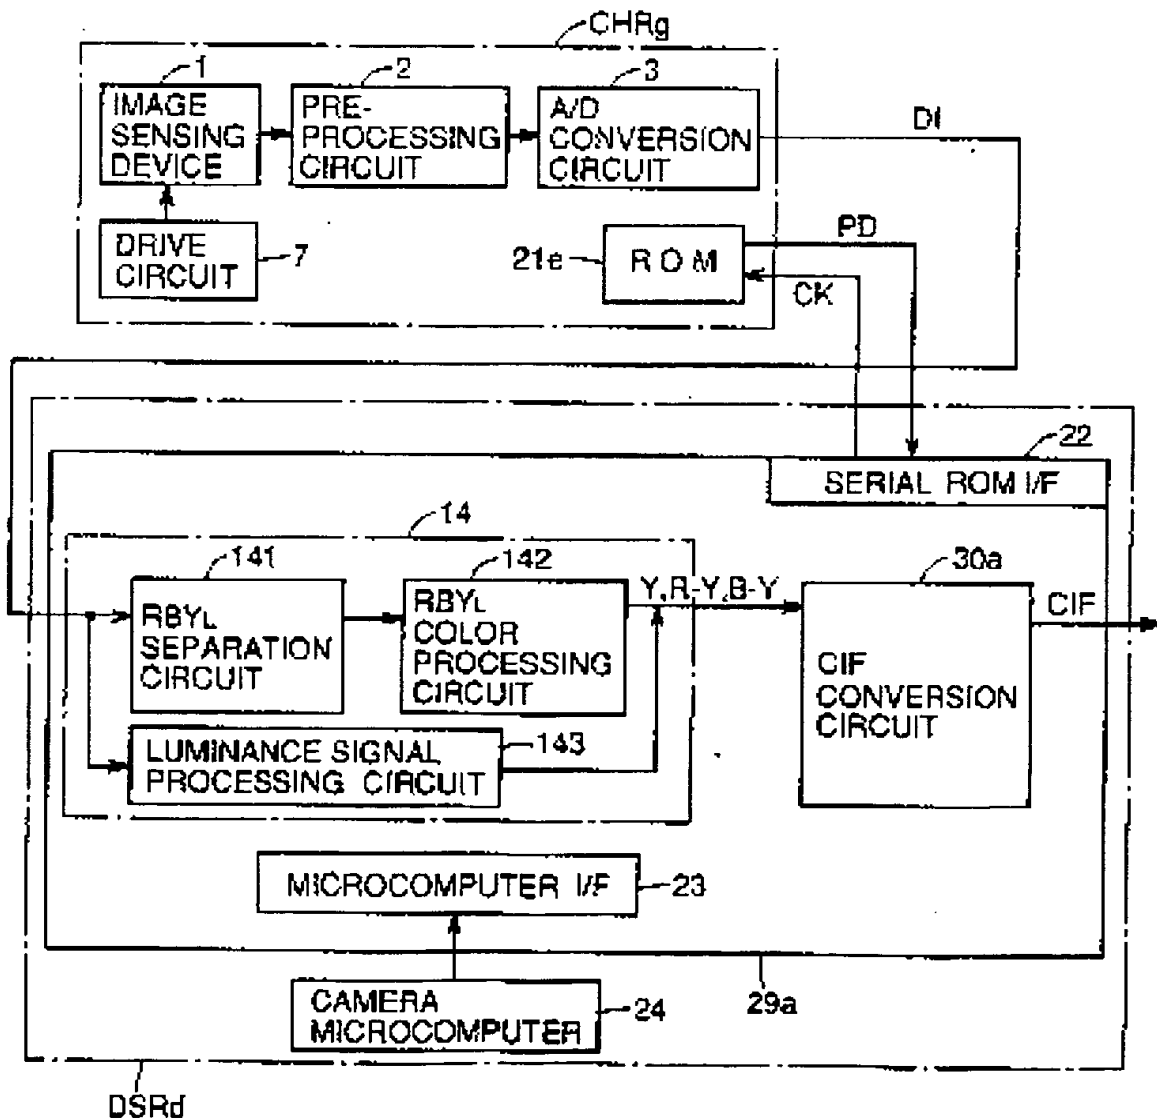 CHRg
1
2
3
IMAGE
SENSING
DEVICE
PRE-
PROCESSING
CIRCUIT
A/D
CONVERSION
CIRCUIT
DI
DRIVE
CIRCUIT
7
21e
ROM
PD
CK
22
SERIAL ROM I/F
14
141
142
30a
RBYL
SEPARATION
CIRCUIT
RBYL
COLOR
PROCESSING
CIRCUIT
Y,R-Y,B-Y
CIF
CONVERSION
CIRCUIT
CIF
LUMINANCE SIGNAL
PROCESSING CIRCUIT
143
MICROCOMPUTER I/F
23
CAMERA
MICROCOMPUTER
24
29a
DSRd